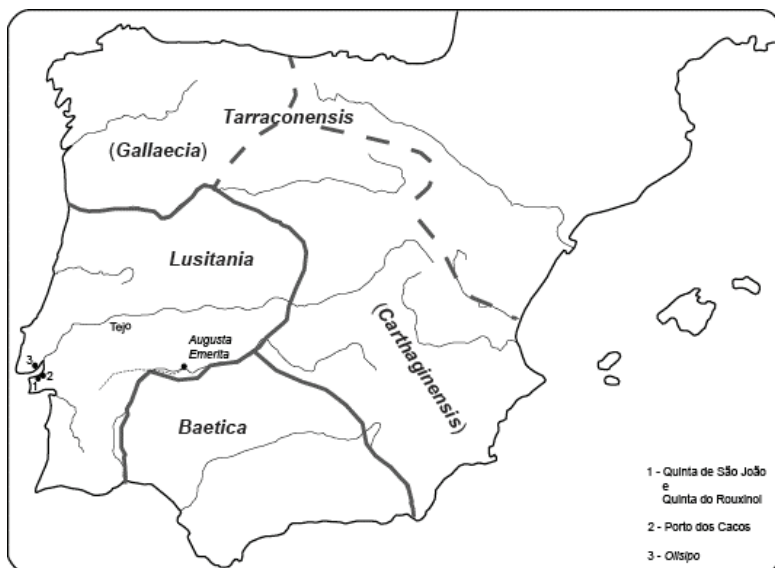 Tarraconensis
(Gallaecia)
Lusitania
Tejo
Augusta
Emerita
(Carthaginensis)
3
2
1
Baetica
1 - Quinta de São João
e
Quinta do Rouxinol
2 - Porto dos Cacos
3 - Olisipo